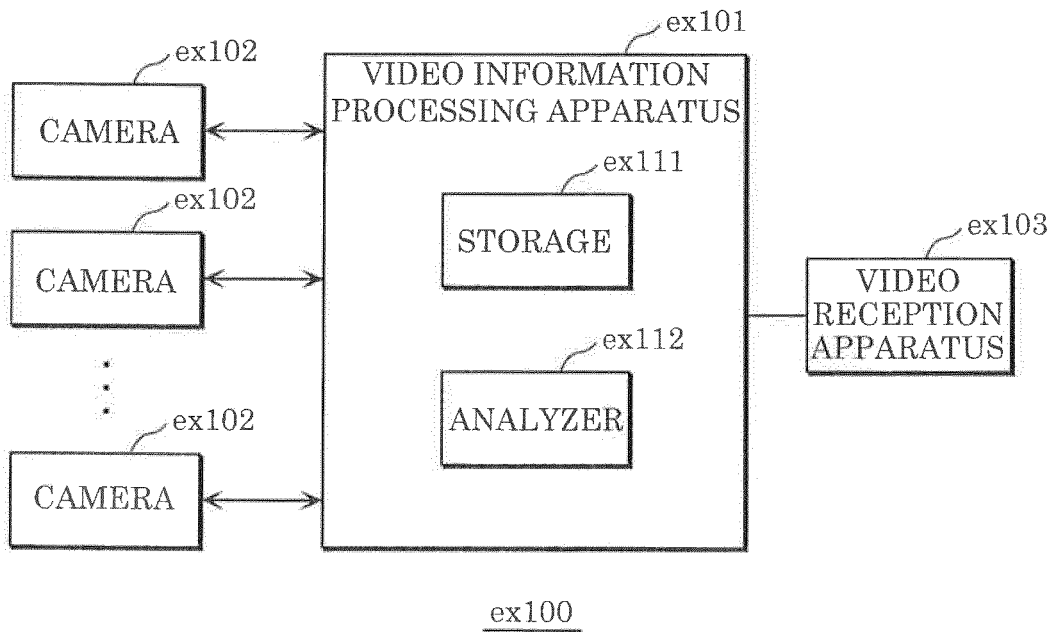 ex101
ex102
VIDEO INFORMATION
PROCESSING APPARATUS
CAMERA
ex111
ex102
STORAGE
ex103
CAMERA
VIDEO
RECEPTION
APPARATUS
ex112
ex102
ANALYZER
CAMERA
ex100